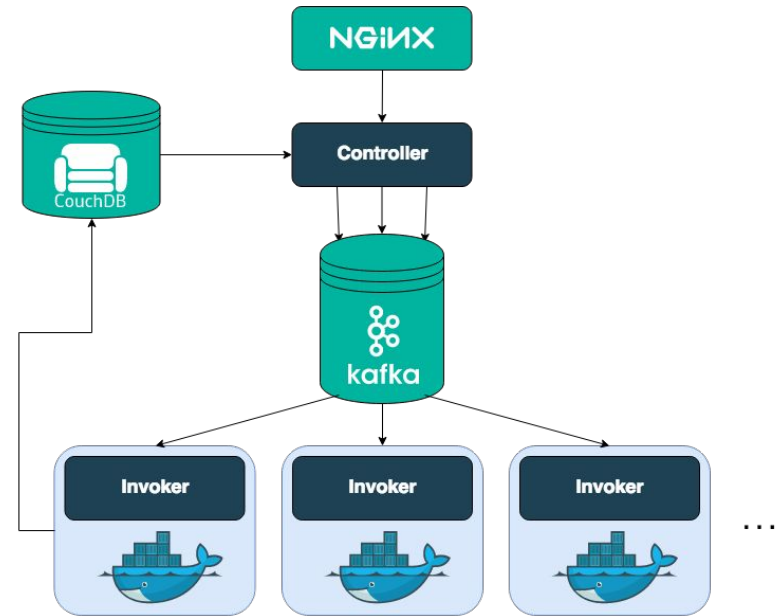 NGiNX
Controller
CouchDB
kafka
Invoker
Invoker
Invoker
...